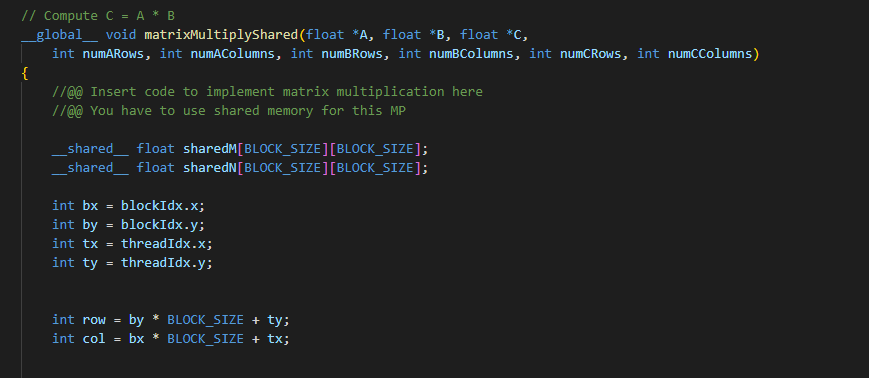 // Compute C = A * B
__global__ void matrixMultiplyShared(float *A, float *B, float *C,
    int numARows, int numAColumns, int numBRows, int numBColumns, int numCRows, int numCColumns)
{
    //@@ Insert code to implement matrix multiplication here
    //@@ You have to use shared memory for this MP
    __shared__ float sharedM[BLOCK_SIZE][BLOCK_SIZE];
    __shared__ float sharedN[BLOCK_SIZE][BLOCK_SIZE];
    int bx = blockIdx.x;
    int by = blockIdx.y;
    int tx = threadIdx.x;
    int ty = threadIdx.y;
    int row = by * BLOCK_SIZE + ty;
    int col = bx * BLOCK_SIZE + tx;